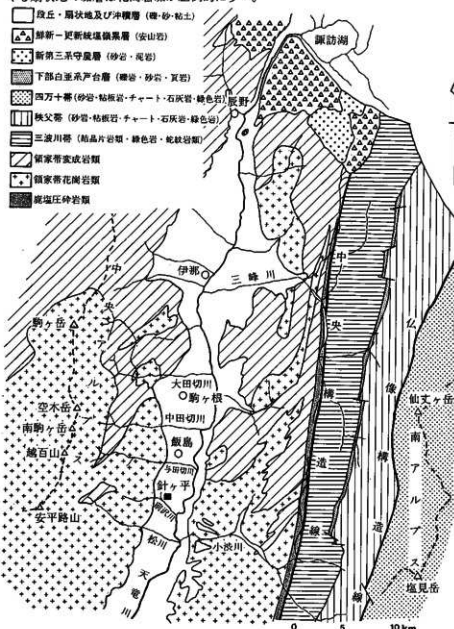 段丘・扇状地及び沖積層 (礫・砂・粘土)
鮮新－更新統塩嶺累層 (安山岩)
新第三系守屋層 (砂岩・泥岩)
下部白亜系戸台層 (礫岩・砂岩・頁岩)
四万十帯 (砂岩・粘板岩・チャート・石灰岩・緑色岩)
秩父帯 (砂岩・粘板岩・チャート・石灰岩・緑色岩)
三波川帯 (結晶片岩類・緑色岩・蛇紋岩類)
領家帯変成岩類
領家帯花崗岩類
鹿塩圧砕岩類
諏訪湖
辰野
伊那
三峰川
中央アルプス
駒ヶ岳
空木岳
南駒ヶ岳
越百山
安平路山
大田切川
駒ヶ根
中田切川
飯島
与田切川
針ヶ平
松川
天竜川
小渋川
中央構造線
仏像構造線
仙丈ヶ岳
南アルプス
塩見岳
0 5 10km